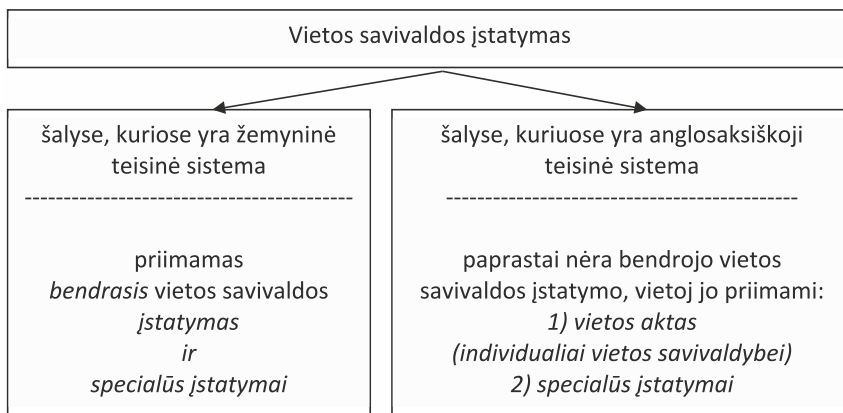 Vietos savivaldos įstatymas
šalyse, kuriose yra žemyninė
teisinė sistema
------------------------------------------
priimamas
bendrasis vietos savivaldos
įstatymas
ir
specialūs įstatymai
šalyse, kuriuose yra anglosaksiškoji
teisinė sistema
---------------------------------------------
paprastai nėra bendrojo vietos
savivaldos įstatymo, vietoj jo priimami:
1) vietos aktas
(individualiai vietos savivaldybei)
2) specialūs įstatymai